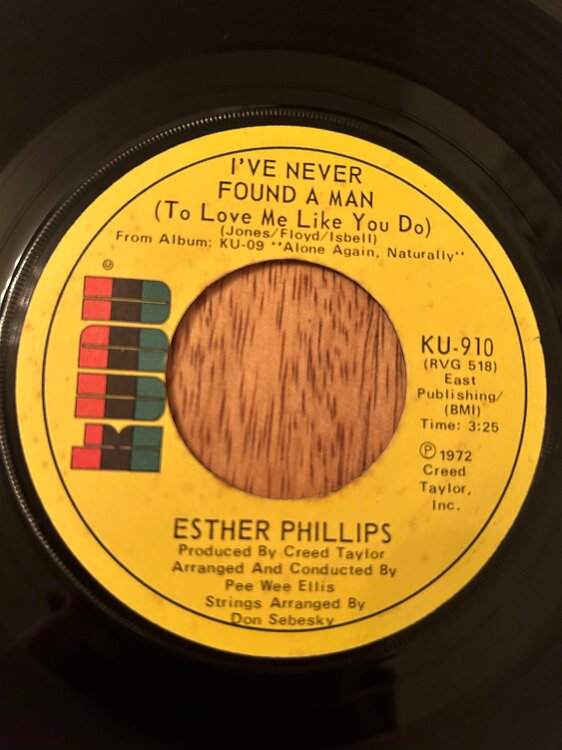 I'VE NEVER
FOUND A MAN
(To Love Me Like You Do)
(Jones/Floyd/Isbell)
From Album: KU-09 "Alone Again, Naturally"
KUDU
KU-910
(RVG 518)
East
Publishing/
(BMI)
Time: 3:25
Ⓟ 1972
Creed
Taylor,
Inc.
ESTHER PHILLIPS
Produced By Creed Taylor
Arranged And Conducted By
Pee Wee Ellis
Strings Arranged By
Don Sebesky